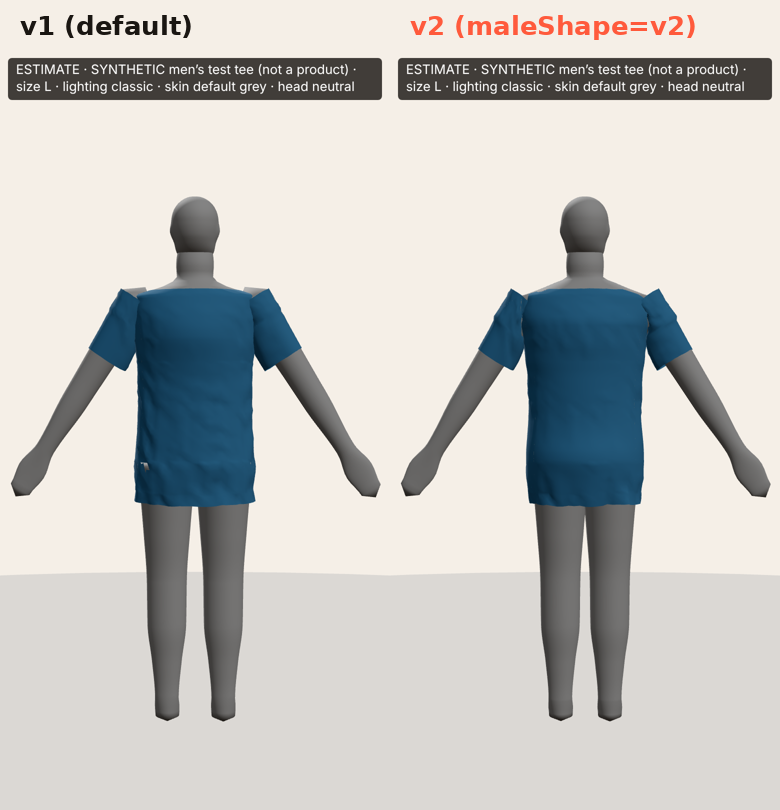 v1 (default)
v2 (maleShape=v2)
ESTIMATE · SYNTHETIC men’s test tee (not a product) ·
size L · lighting classic · skin default grey · head neutral
ESTIMATE · SYNTHETIC men’s test tee (not a product) ·
size L · lighting classic · skin default grey · head neutral